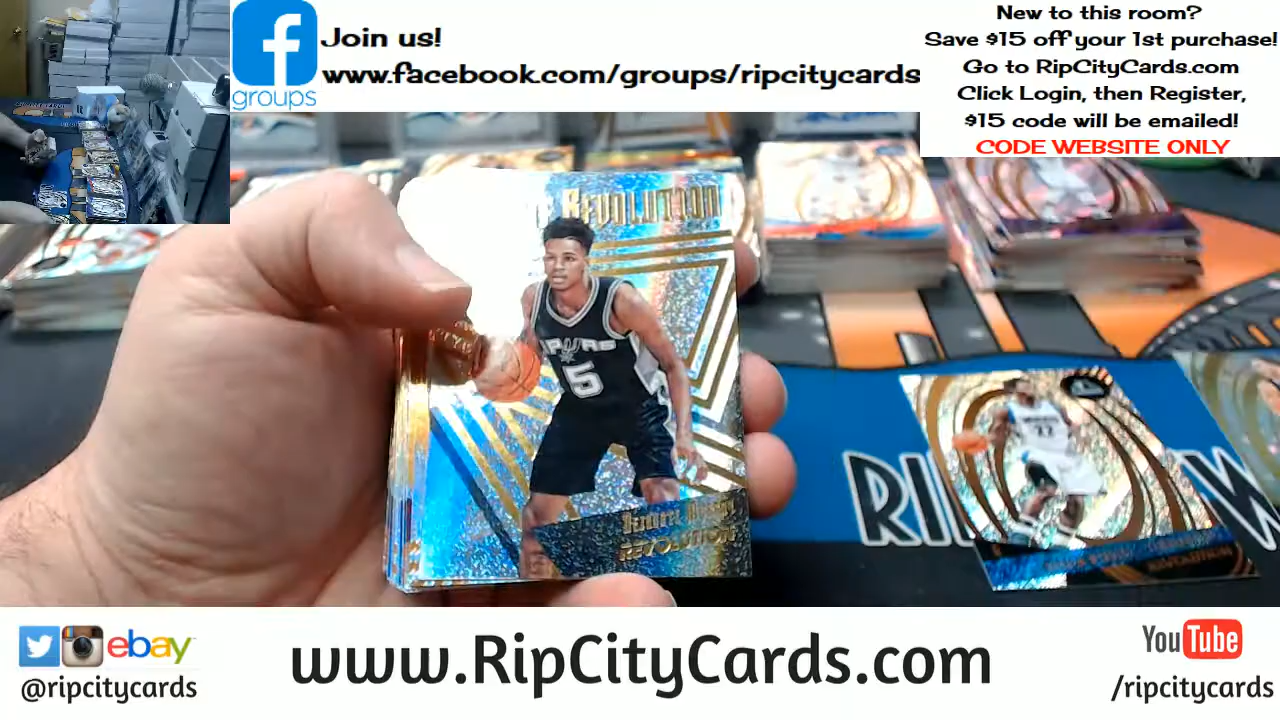 Join us!
www.facebook.com/groups/ripcitycards
groups
New to this room?
Save $15 off your 1st purchase!
Go to RipCityCards.com
Click Login, then Register,
$15 code will be emailed!
CODE WEBSITE ONLY
REVOLUTION
SPURS
5
REVOLUTION
22
ebay
@ripcitycards
www.RipCityCards.com
YouTube
/ripcitycards